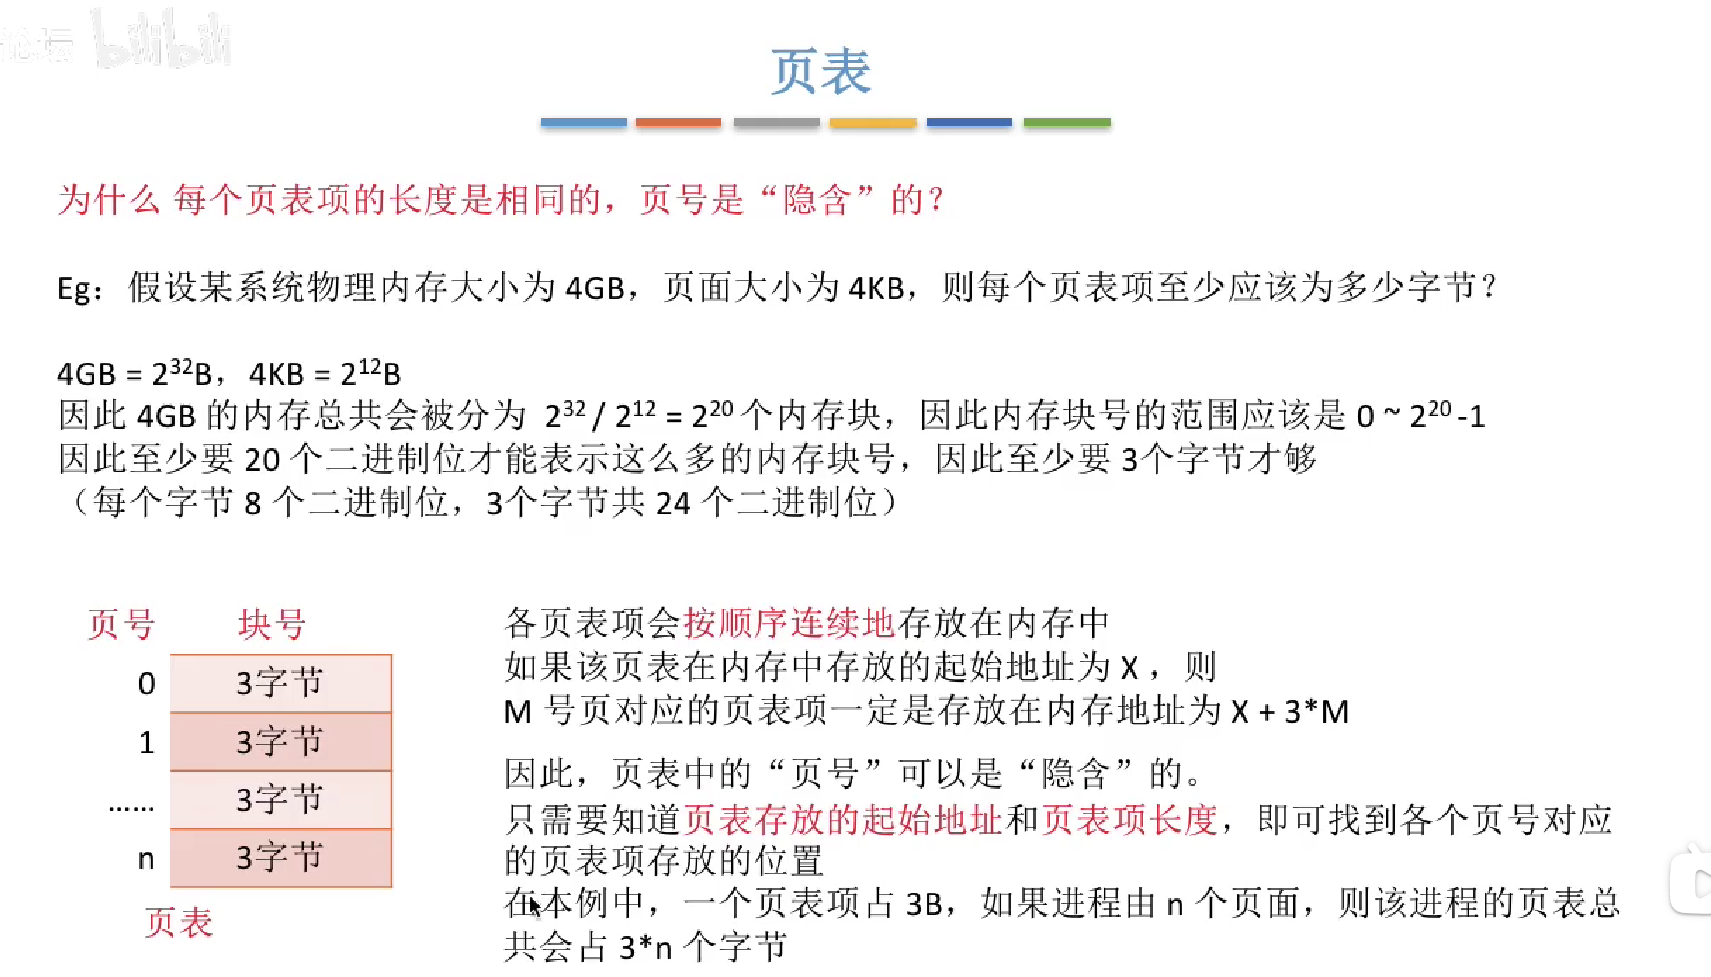 论坛 bilibili
页表
为什么 每个页表项的长度是相同的，页号是“隐含”的？
Eg：假设某系统物理内存大小为 4GB，页面大小为 4KB，则每个页表项至少应该为多少字节？
4GB = 2³²B，4KB = 2¹²B
因此 4GB 的内存总共会被分为 2³² / 2¹² = 2²⁰ 个内存块，因此内存块号的范围应该是 0 ~ 2²⁰ -1
因此至少要 20 个二进制位才能表示这么多的内存块号，因此至少要 3个字节才够
（每个字节 8 个二进制位，3个字节共 24 个二进制位）
页号 块号
0 3字节
1 3字节
…… 3字节
n 3字节
页表
各页表项会按顺序连续地存放在内存中
如果该页表在内存中存放的起始地址为 X ，则
M 号页对应的页表项一定是存放在内存地址为 X + 3*M
因此，页表中的“页号”可以是“隐含”的。
只需要知道页表存放的起始地址和页表项长度，即可找到各个页号对应
的页表项存放的位置
在本例中，一个页表项占 3B，如果进程由 n 个页面，则该进程的页表总
共会占 3*n 个字节